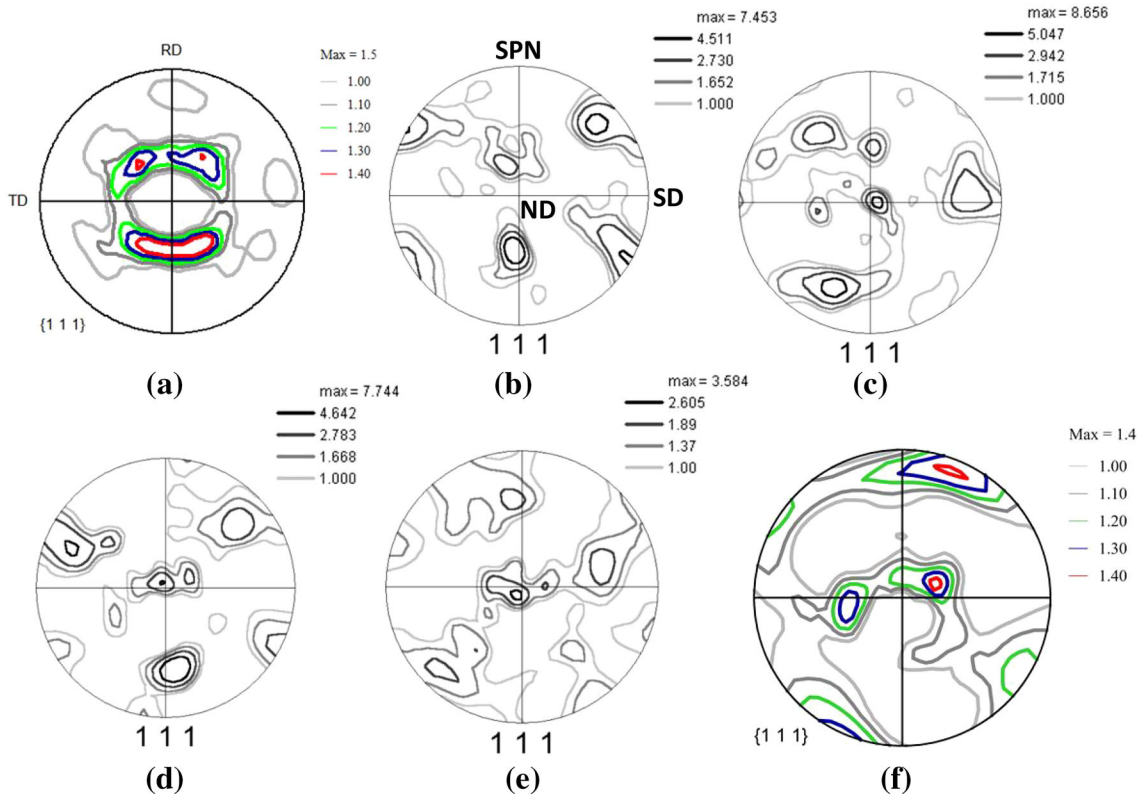 RD
TD
Max = 1.5
1.00
1.10
1.20
1.30
1.40
{1 1 1}
(a)
SPN
SD
ND
max = 7.453
4.511
2.730
1.652
1.000
1 1 1
(b)
max = 8.656
5.047
2.942
1.715
1.000
1 1 1
(c)
max = 7.744
4.642
2.783
1.668
1.000
1 1 1
(d)
max = 3.584
2.605
1.89
1.37
1.00
1 1 1
(e)
Max = 1.4
1.00
1.10
1.20
1.30
1.40
{1 1 1}
(f)